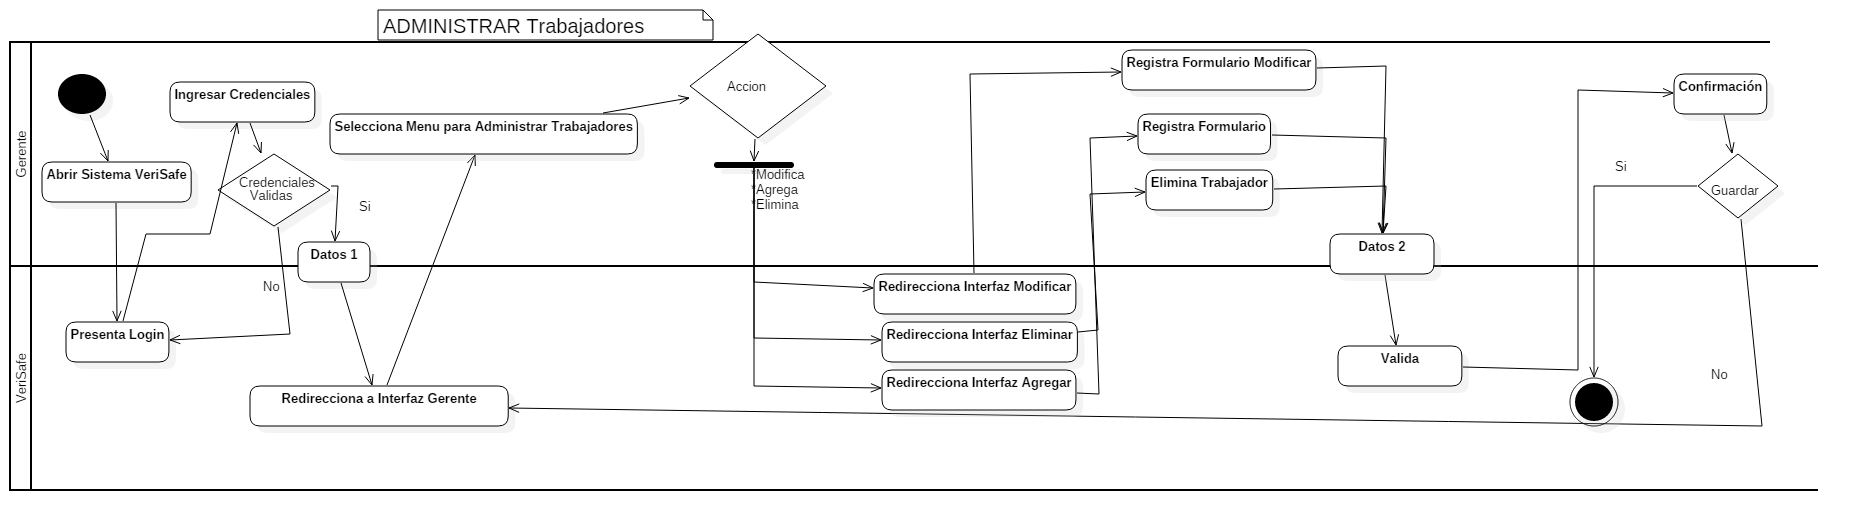 ADMINISTRAR Trabajadores
Gerente
VeriSafe
Abrir Sistema VeriSafe
Ingresar Credenciales
Credenciales
Validas
Si
No
Datos 1
Presenta Login
Redirecciona a Interfaz Gerente
Selecciona Menu para Administrar Trabajadores
Accion
*Modifica
*Agrega
*Elimina
Redirecciona Interfaz Modificar
Redirecciona Interfaz Eliminar
Redirecciona Interfaz Agregar
Registra Formulario Modificar
Registra Formulario
Elimina Trabajador
Datos 2
Valida
Confirmación
Guardar
Si
No